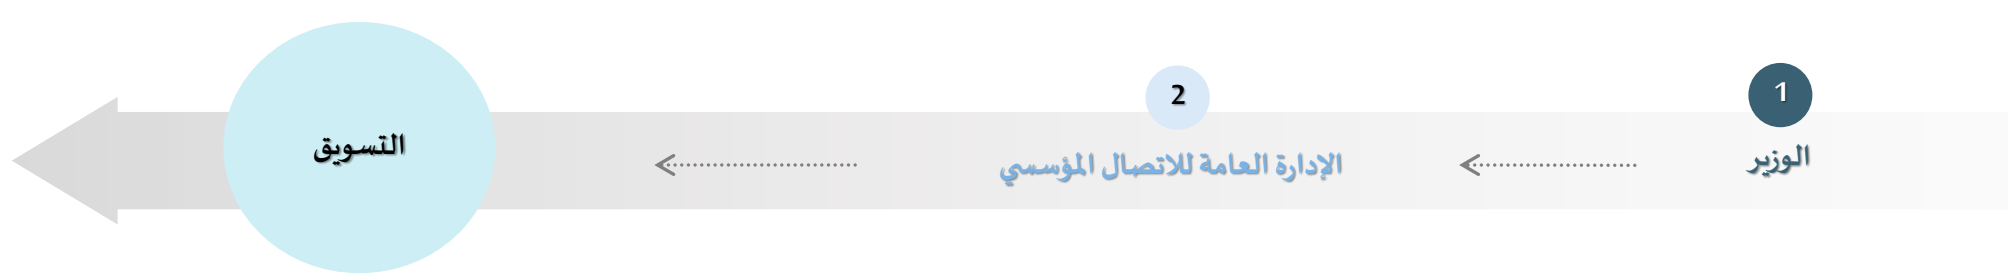 1
الوزير
2
الإدارة العامة للاتصال المؤسسي
التسويق